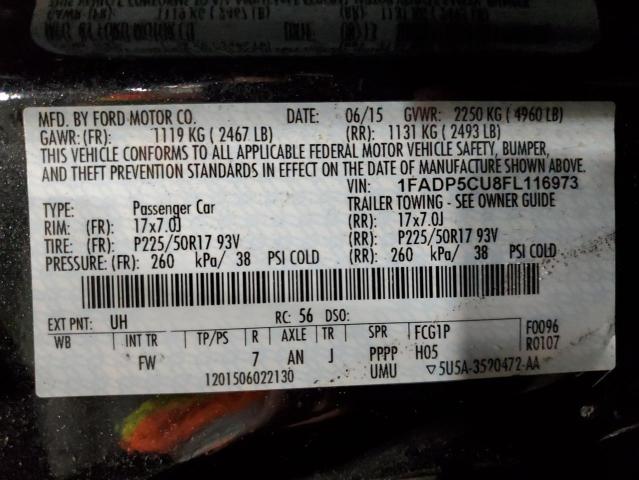 MFD. BY FORD MOTOR CO. DATE: 06/15 GVWR: 2250 KG ( 4960 LB)
GAWR: (FR): 1119 KG ( 2467 LB) (RR): 1131 KG ( 2493 LB)
THIS VEHICLE CONFORMS TO ALL APPLICABLE FEDERAL MOTOR VEHICLE SAFETY, BUMPER,
AND THEFT PREVENTION STANDARDS IN EFFECT ON THE DATE OF MANUFACTURE SHOWN ABOVE.
VIN: 1FADP5CU8FL116973
TYPE: Passenger Car TRAILER TOWING - SEE OWNER GUIDE
RIM: (FR): 17x7.0J (RR): 17x7.0J
TIRE: (FR): P225/50R17 93V (RR): P225/50R17 93V
PRESSURE: (FR): 260 kPa/ 38 PSI COLD (RR): 260 kPa/ 38 PSI COLD
EXT PNT: UH RC: 56 DSO:
WB INT TR TP/PS R AXLE TR SPR FCG1P F0096
FW 7 AN J PPPP H05 R0107
1201506022130 UMU ▽5U5A-3520472-AA